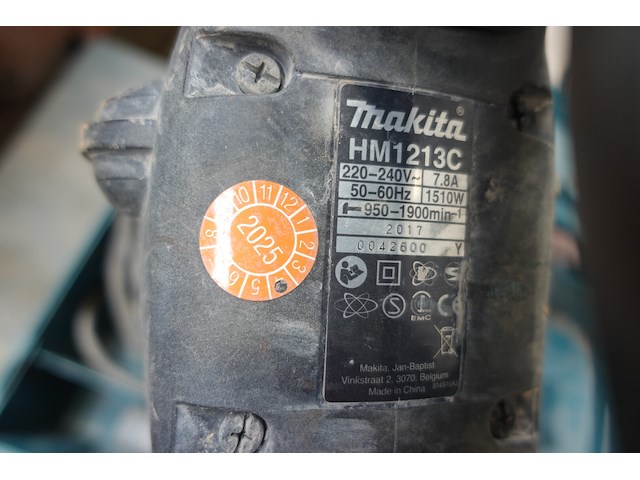 makita®
HM1213C
220-240V~ 7.8A
50-60Hz 1510W
950-1900min⁻¹
2017
0042600 Y
EMC
Makita, Jan-Baptist
Vinkstraat 2, 3070, Belgium
Made in China
10 11 12 1
2 3
5 6
8
2025